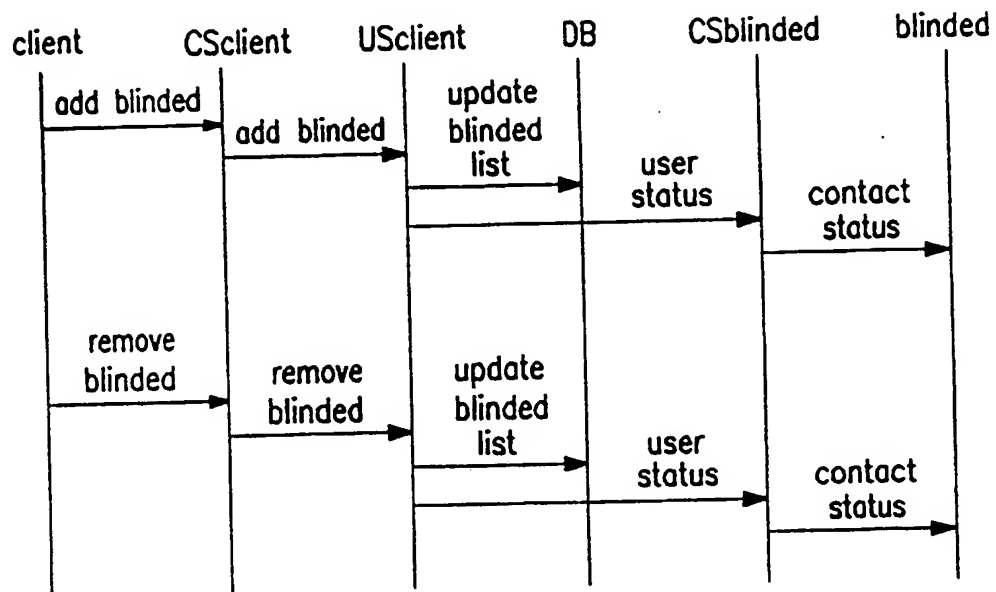 client CSclient USclient DB CSblinded blinded
add blinded
add blinded
update
blinded
list
user
status
contact
status
remove
blinded
remove
blinded
update
blinded
list
user
status
contact
status